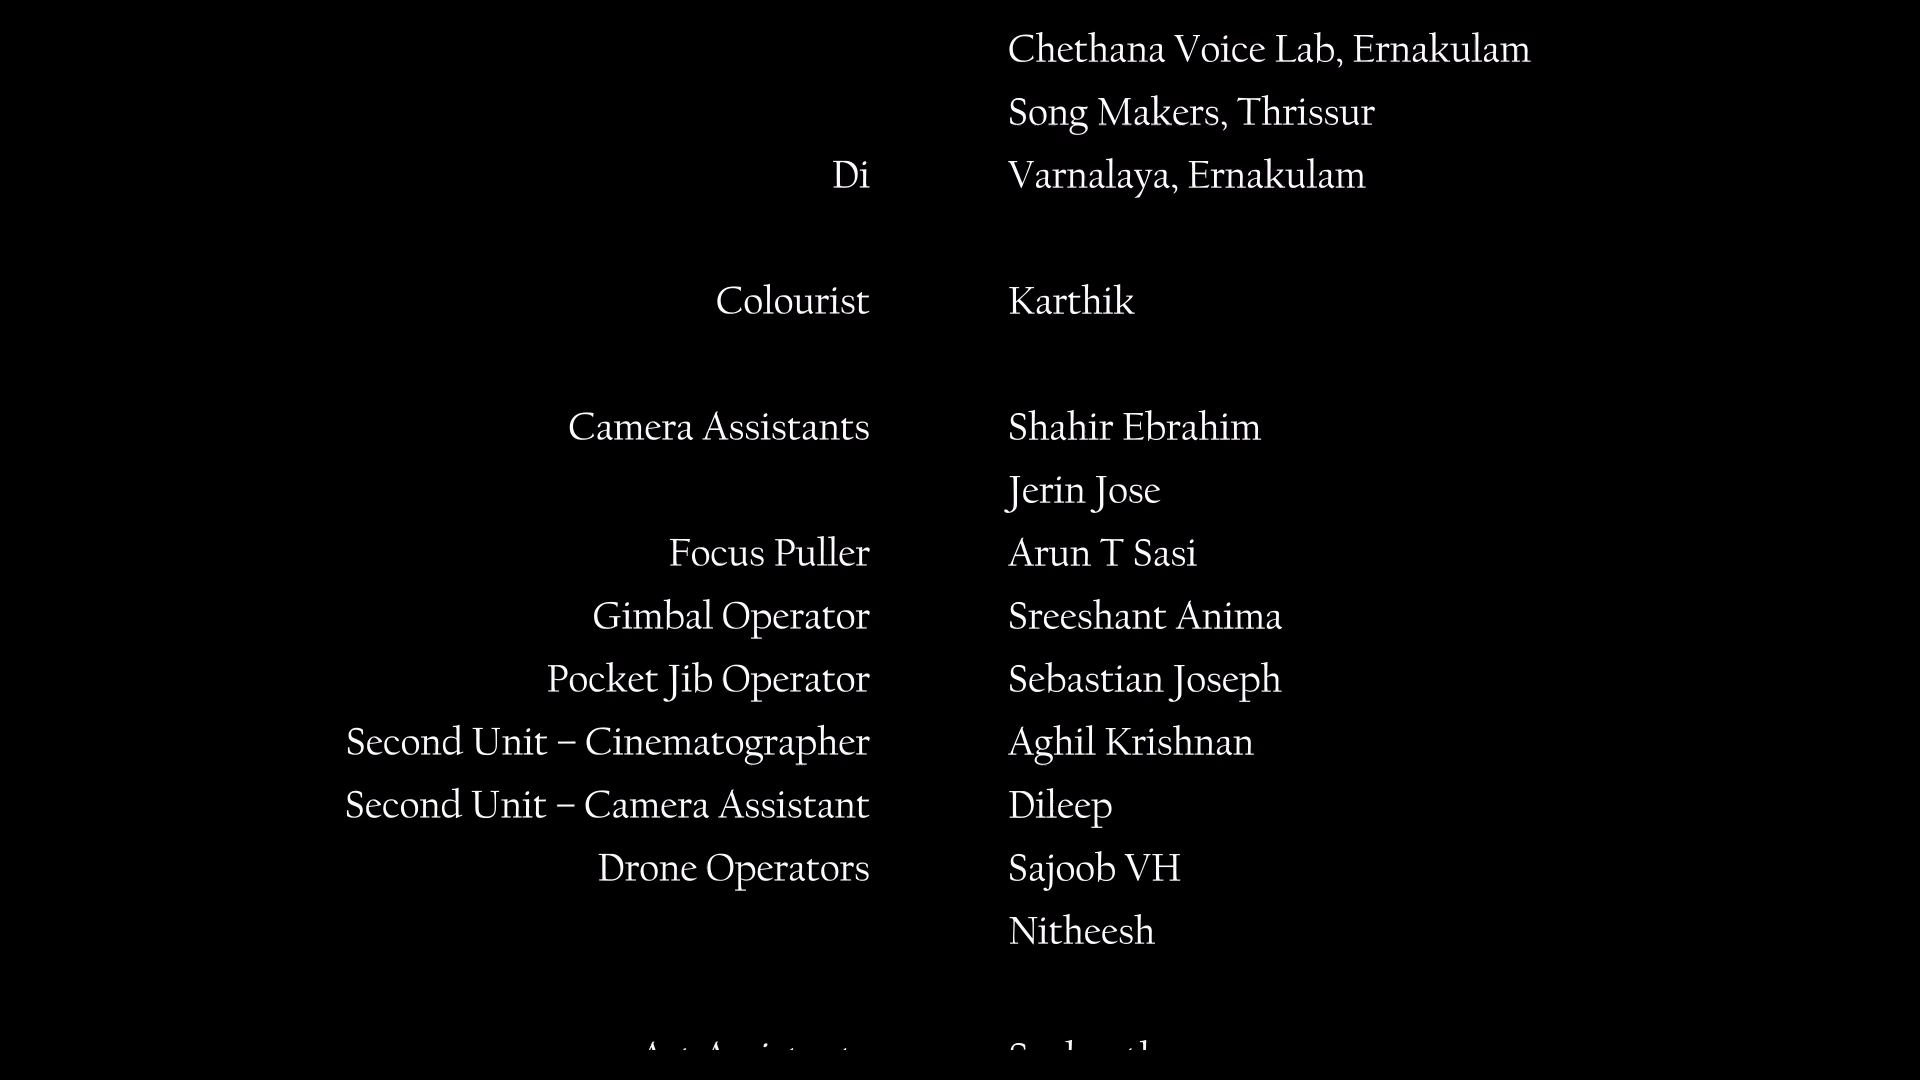 Chethana Voice Lab, Ernakulam
Song Makers, Thrissur
Di Varnalaya, Ernakulam
Colourist Karthik
Camera Assistants Shahir Ebrahim
Jerin Jose
Focus Puller Arun T Sasi
Gimbal Operator Sreeshant Anima
Pocket Jib Operator Sebastian Joseph
Second Unit – Cinematographer Aghil Krishnan
Second Unit – Camera Assistant Dileep
Drone Operators Sajoob VH
Nitheesh